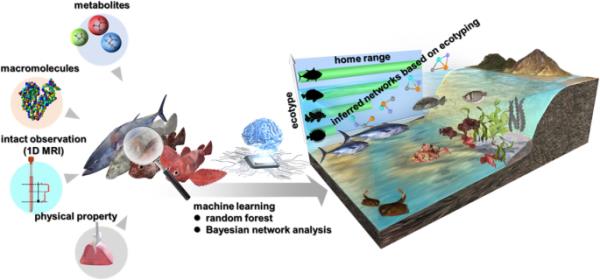 metabolites
macromolecules
intact observation
(1D MRI)
physical property
machine learning
● random forest
● Bayesian network analysis
home range
ecotype
inferred networks based on ecotyping